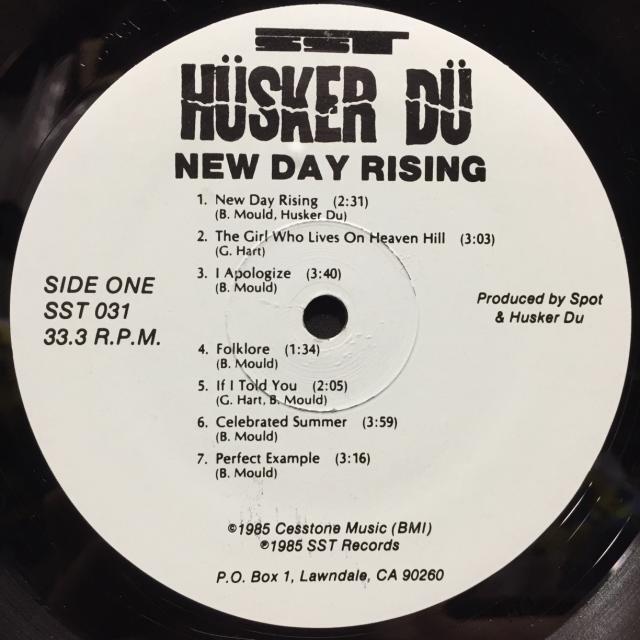 SST
HÜSKER DÜ
NEW DAY RISING
1. New Day Rising (2:31)
(B. Mould, Husker Du)
2. The Girl Who Lives On Heaven Hill (3:03)
(G. Hart)
3. I Apologize (3:40)
(B. Mould)
SIDE ONE
SST 031
33.3 R.P.M.
Produced by Spot
& Husker Du
4. Folklore (1:34)
(B. Mould)
5. If I Told You (2:05)
(G. Hart, B. Mould)
6. Celebrated Summer (3:59)
(B. Mould)
7. Perfect Example (3:16)
(B. Mould)
©1985 Cesstone Music (BMI)
℗1985 SST Records
P.O. Box 1, Lawndale, CA 90260